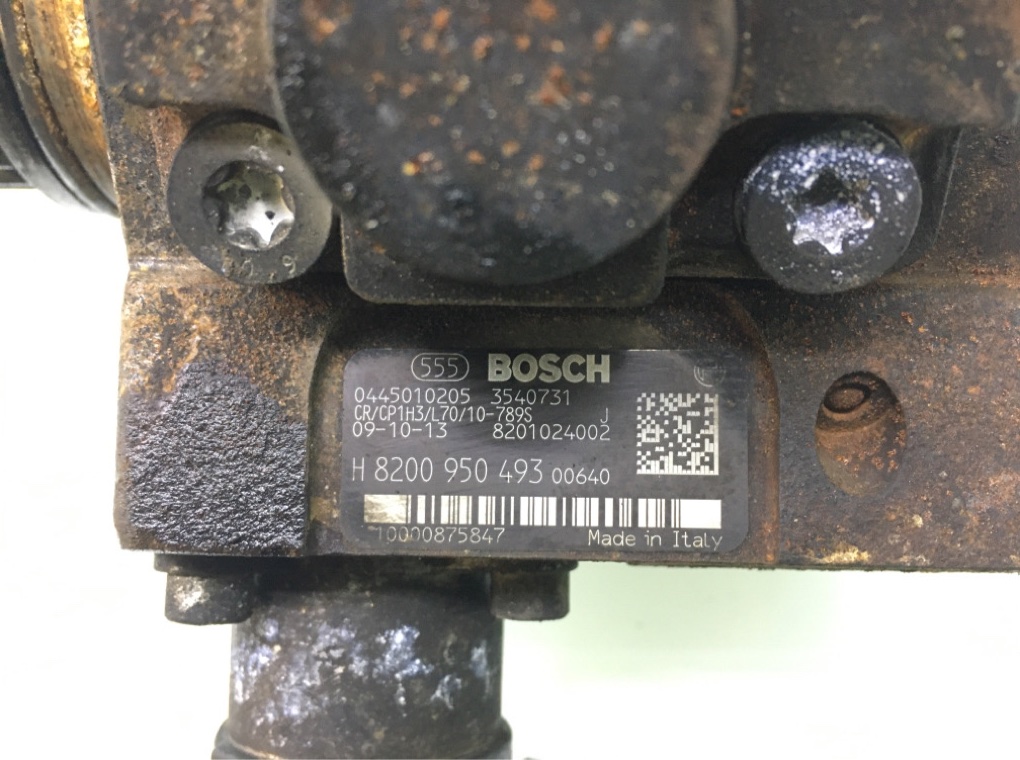 555 BOSCH
0445010205 3540731
CR/CP1H3/L70/10-789S J
09-10-13 8201024002
H 8200 950 493 00640
10000875847 Made in Italy